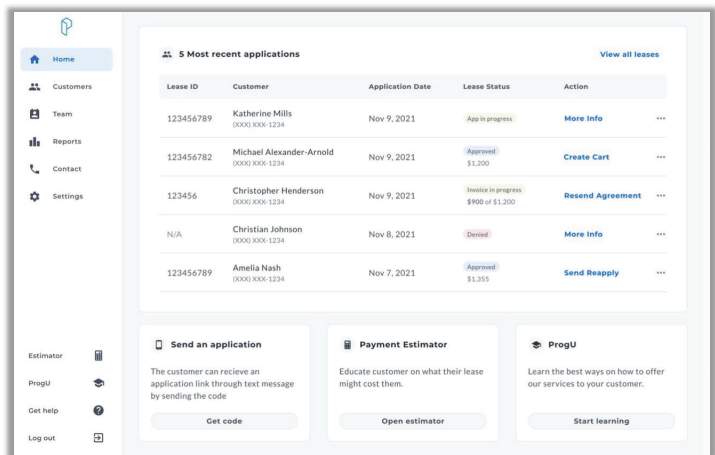 Home
Customers
Team
Reports
Contact
Settings
Estimator
ProgU
Get help
Log out
5 Most recent applications
View all leases
Lease ID Customer Application Date Lease Status Action
123456789 Katherine Mills Nov 9, 2021 App in progress More Info ...
(XXX) XXX-1234
123456782 Michael Alexander-Arnold Nov 9, 2021 Approved Create Cart ...
(XXX) XXX-1234 $1,200
123456 Christopher Henderson Nov 9, 2021 Invoice in progress Resend Agreement ...
(XXX) XXX-1234 $900 of $1,200
N/A Christian Johnson Nov 8, 2021 Denied More Info ...
(XXX) XXX-1234
123456789 Amelia Nash Nov 7, 2021 Approved Send Reapply ...
(XXX) XXX-1234 $1,355
Send an application
The customer can recieve an
application link through text message
by sending the code
Get code
Payment Estimator
Educate customer on what their lease
might cost them.
Open estimator
ProgU
Learn the best ways on how to offer
our services to your customer.
Start learning